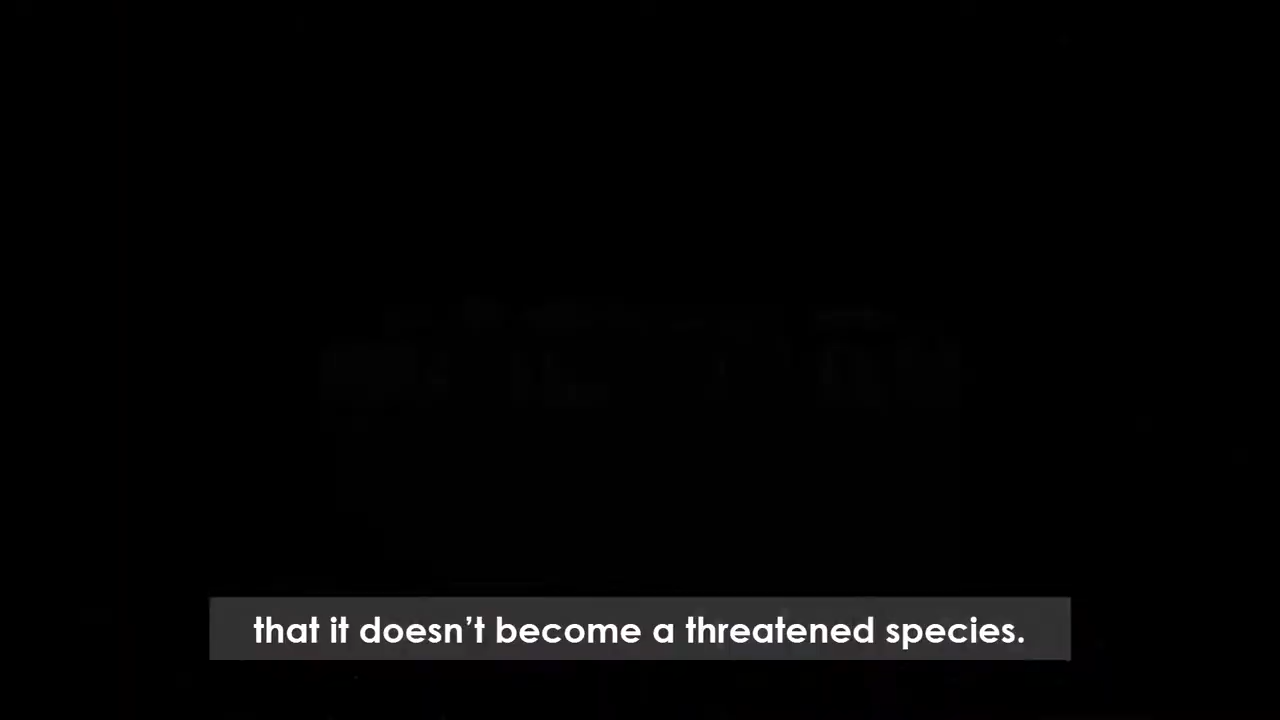 that it doesn’t become a threatened species.